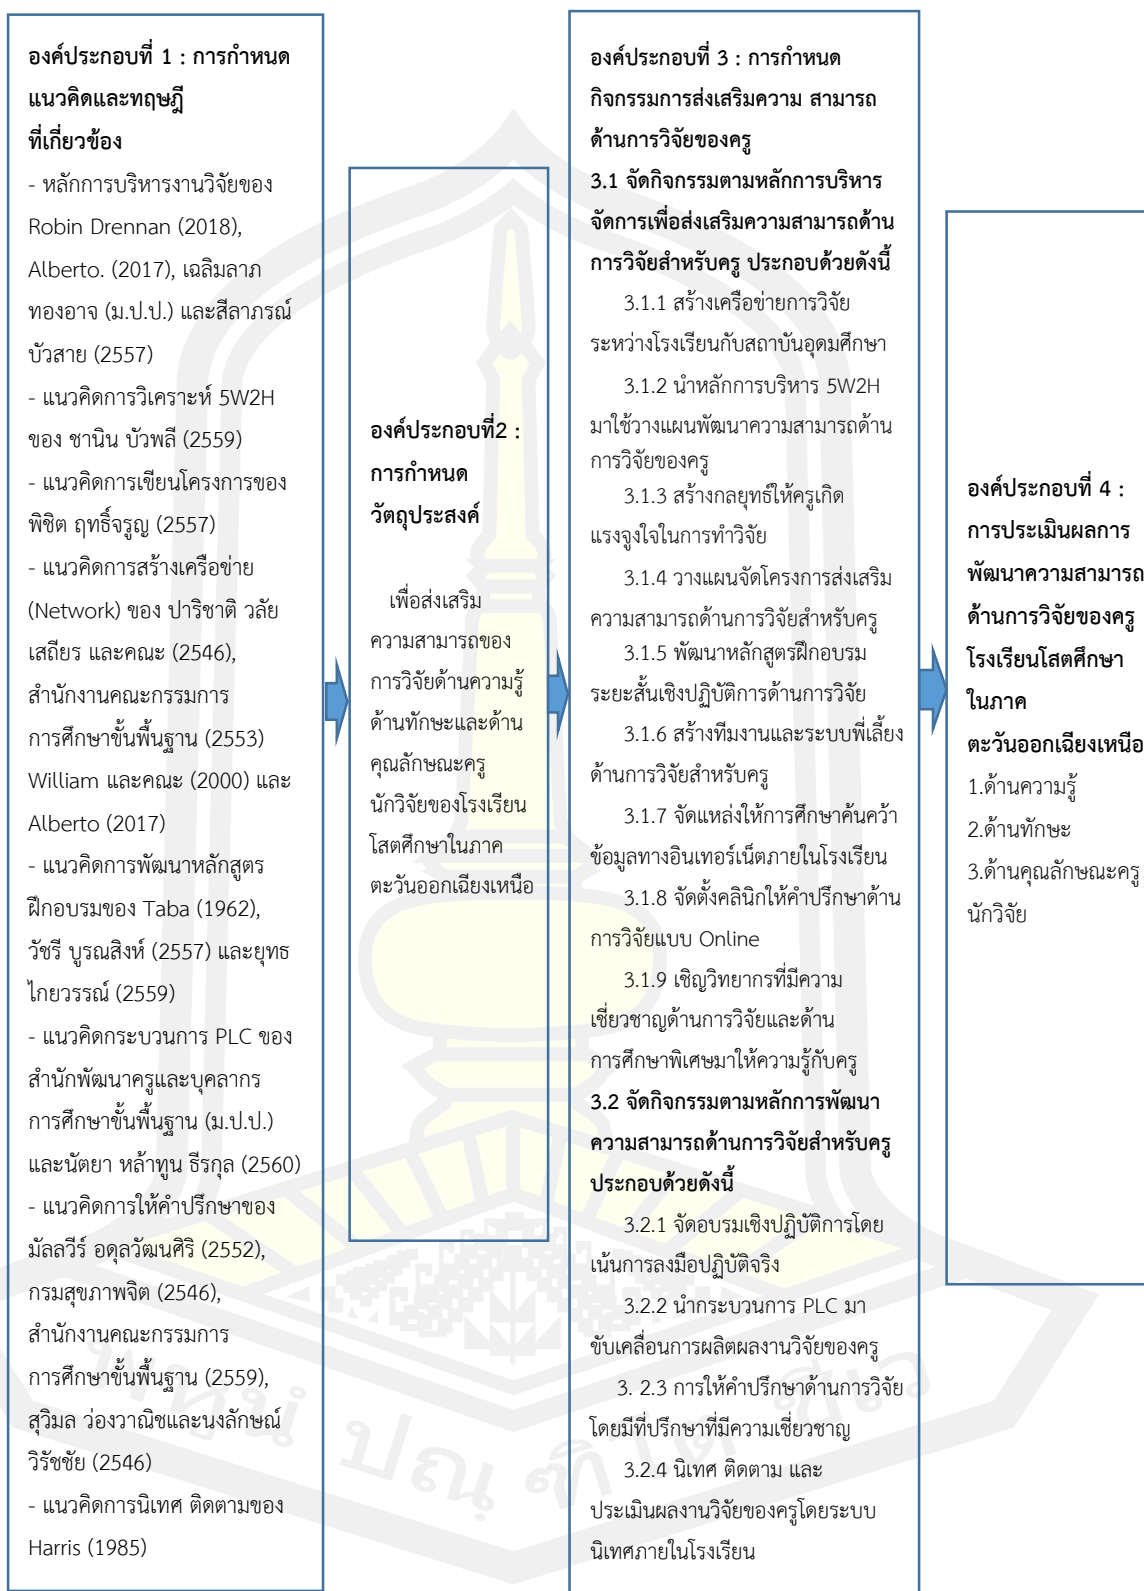 องค์ประกอบที่ 1 : การกำหนด
แนวคิดและทฤษฎี
ที่เกี่ยวข้อง
- หลักการบริหารงานวิจัยของ
Robin Drennan (2018),
Alberto. (2017), เฉลิมลาภ
ทองอาจ (ม.ป.ป.) และสีลาภรณ์
บัวสาย (2557)
- แนวคิดการวิเคราะห์ 5W2H
ของ ชานิน บัวพลี (2559)
- แนวคิดการเขียนโครงการของ
พิชิต ฤทธิ์จรูญ (2557)
- แนวคิดการสร้างเครือข่าย
(Network) ของ ปาริชาติ วลัย
เสถียร และคณะ (2546),
สำนักงานคณะกรรมการ
การศึกษาขั้นพื้นฐาน (2553)
William และคณะ (2000) และ
Alberto (2017)
- แนวคิดการพัฒนาหลักสูตร
ฝึกอบรมของ Taba (1962),
วัชรี บูรณสิงห์ (2557) และยุทธ
ไกยวรรณ์ (2559)
- แนวคิดกระบวนการ PLC ของ
สำนักพัฒนาครูและบุคลากร
การศึกษาขั้นพื้นฐาน (ม.ป.ป.)
และนัตยา หล้าทูน ธีรกุล (2560)
- แนวคิดการให้คำปรึกษาของ
มัลลวีร์ อดุลวัฒนศิริ (2552),
กรมสุขภาพจิต (2546),
สำนักงานคณะกรรมการ
การศึกษาขั้นพื้นฐาน (2559),
สุวิมล ว่องวาณิชและนงลักษณ์
วิรัชชัย (2546)
- แนวคิดการนิเทศ ติดตามของ
Harris (1985)
องค์ประกอบที่2 :
การกำหนด
วัตถุประสงค์
เพื่อส่งเสริม
ความสามารถของ
การวิจัยด้านความรู้
ด้านทักษะและด้าน
คุณลักษณะครู
นักวิจัยของโรงเรียน
โสตศึกษาในภาค
ตะวันออกเฉียงเหนือ
องค์ประกอบที่ 3 : การกำหนด
กิจกรรมการส่งเสริมความ สามารถ
ด้านการวิจัยของครู
3.1 จัดกิจกรรมตามหลักการบริหาร
จัดการเพื่อส่งเสริมความสามารถด้าน
การวิจัยสำหรับครู ประกอบด้วยดังนี้
3.1.1 สร้างเครือข่ายการวิจัย
ระหว่างโรงเรียนกับสถาบันอุดมศึกษา
3.1.2 นำหลักการบริหาร 5W2H
มาใช้วางแผนพัฒนาความสามารถด้าน
การวิจัยของครู
3.1.3 สร้างกลยุทธ์ให้ครูเกิด
แรงจูงใจในการทำวิจัย
3.1.4 วางแผนจัดโครงการส่งเสริม
ความสามารถด้านการวิจัยสำหรับครู
3.1.5 พัฒนาหลักสูตรฝึกอบรม
ระยะสั้นเชิงปฏิบัติการด้านการวิจัย
3.1.6 สร้างทีมงานและระบบพี่เลี้ยง
ด้านการวิจัยสำหรับครู
3.1.7 จัดแหล่งให้การศึกษาค้นคว้า
ข้อมูลทางอินเทอร์เน็ตภายในโรงเรียน
3.1.8 จัดตั้งคลินิกให้คำปรึกษาด้าน
การวิจัยแบบ Online
3.1.9 เชิญวิทยากรที่มีความ
เชี่ยวชาญด้านการวิจัยและด้าน
การศึกษาพิเศษมาให้ความรู้กับครู
3.2 จัดกิจกรรมตามหลักการพัฒนา
ความสามารถด้านการวิจัยสำหรับครู
ประกอบด้วยดังนี้
3.2.1 จัดอบรมเชิงปฏิบัติการโดย
เน้นการลงมือปฏิบัติจริง
3.2.2 นำกระบวนการ PLC มา
ขับเคลื่อนการผลิตผลงานวิจัยของครู
3. 2.3 การให้คำปรึกษาด้านการวิจัย
โดยมีที่ปรึกษาที่มีความเชี่ยวชาญ
3.2.4 นิเทศ ติดตาม และ
ประเมินผลงานวิจัยของครูโดยระบบ
นิเทศภายในโรงเรียน
องค์ประกอบที่ 4 :
การประเมินผลการ
พัฒนาความสามารถ
ด้านการวิจัยของครู
โรงเรียนโสตศึกษา
ในภาค
ตะวันออกเฉียงเหนือ
1.ด้านความรู้
2.ด้านทักษะ
3.ด้านคุณลักษณะครู
นักวิจัย
พหูนํ ปณฺฑิโต ชีเว